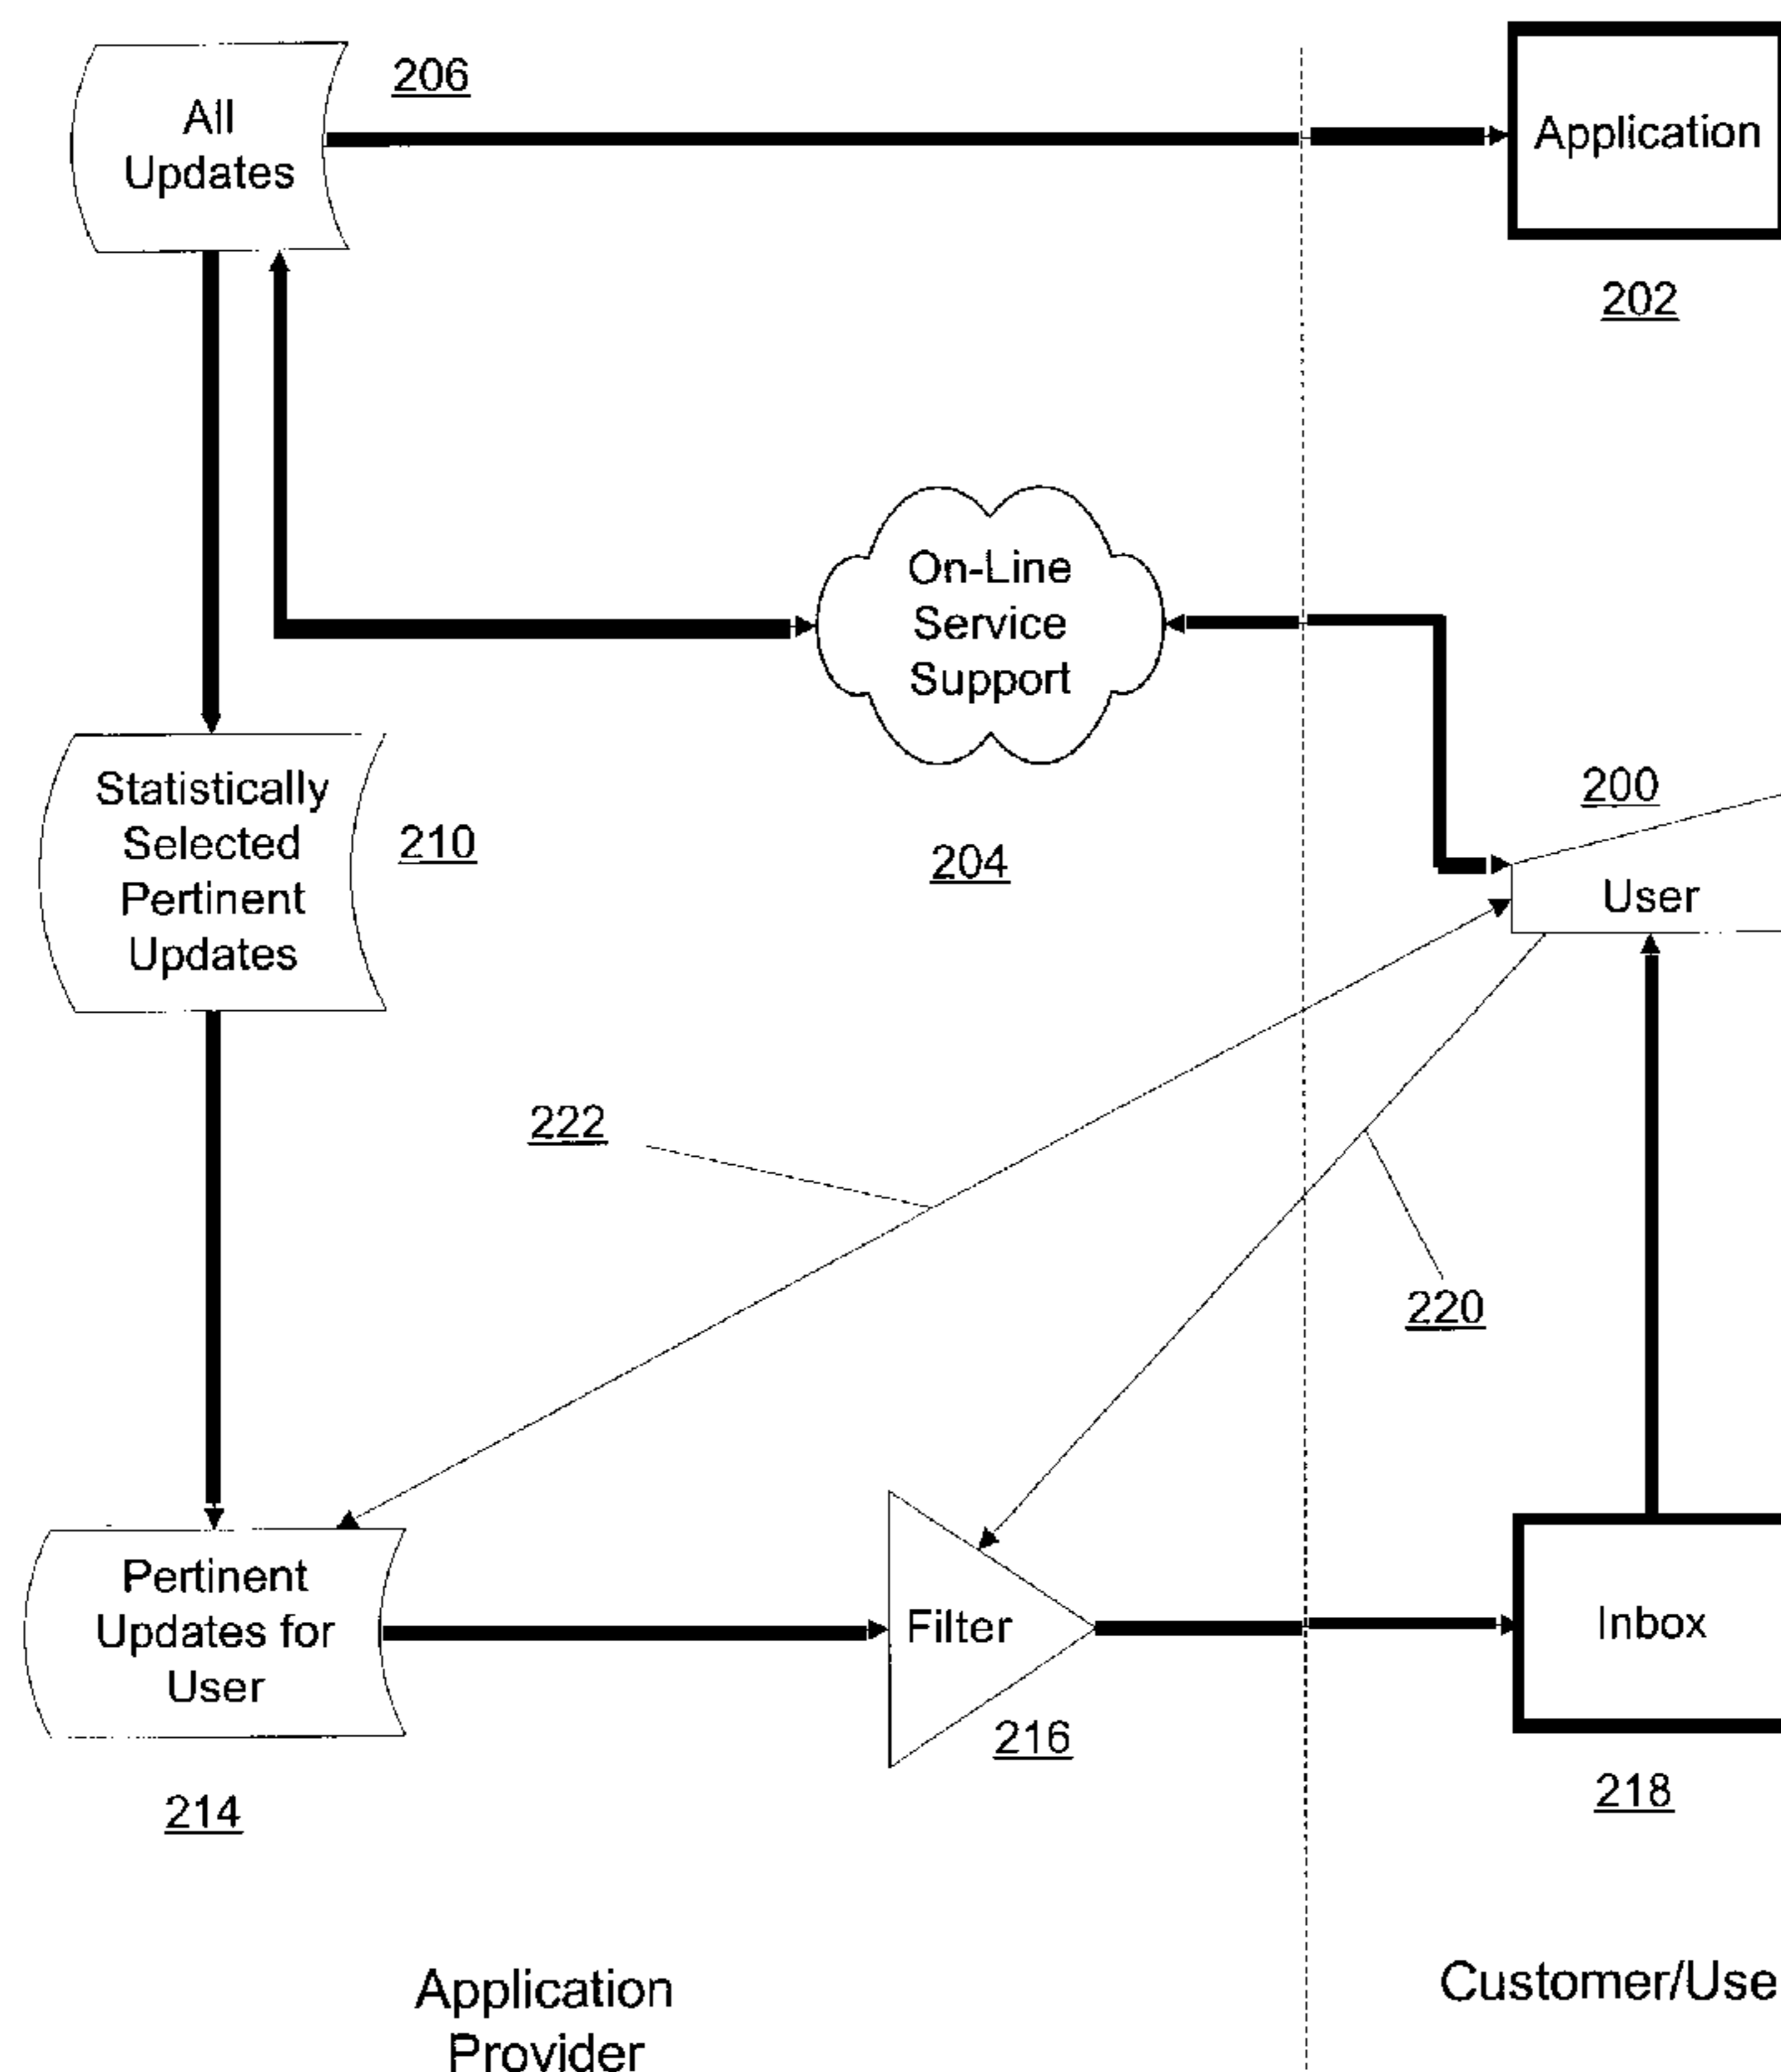 All
Updates
206
Application
202
On-Line
Service
Support
204
Statistically
Selected
Pertinent
Updates
210
200
User
222
220
Pertinent
Updates for
User
214
Filter
216
Inbox
218
Application
Provider
Customer/Use